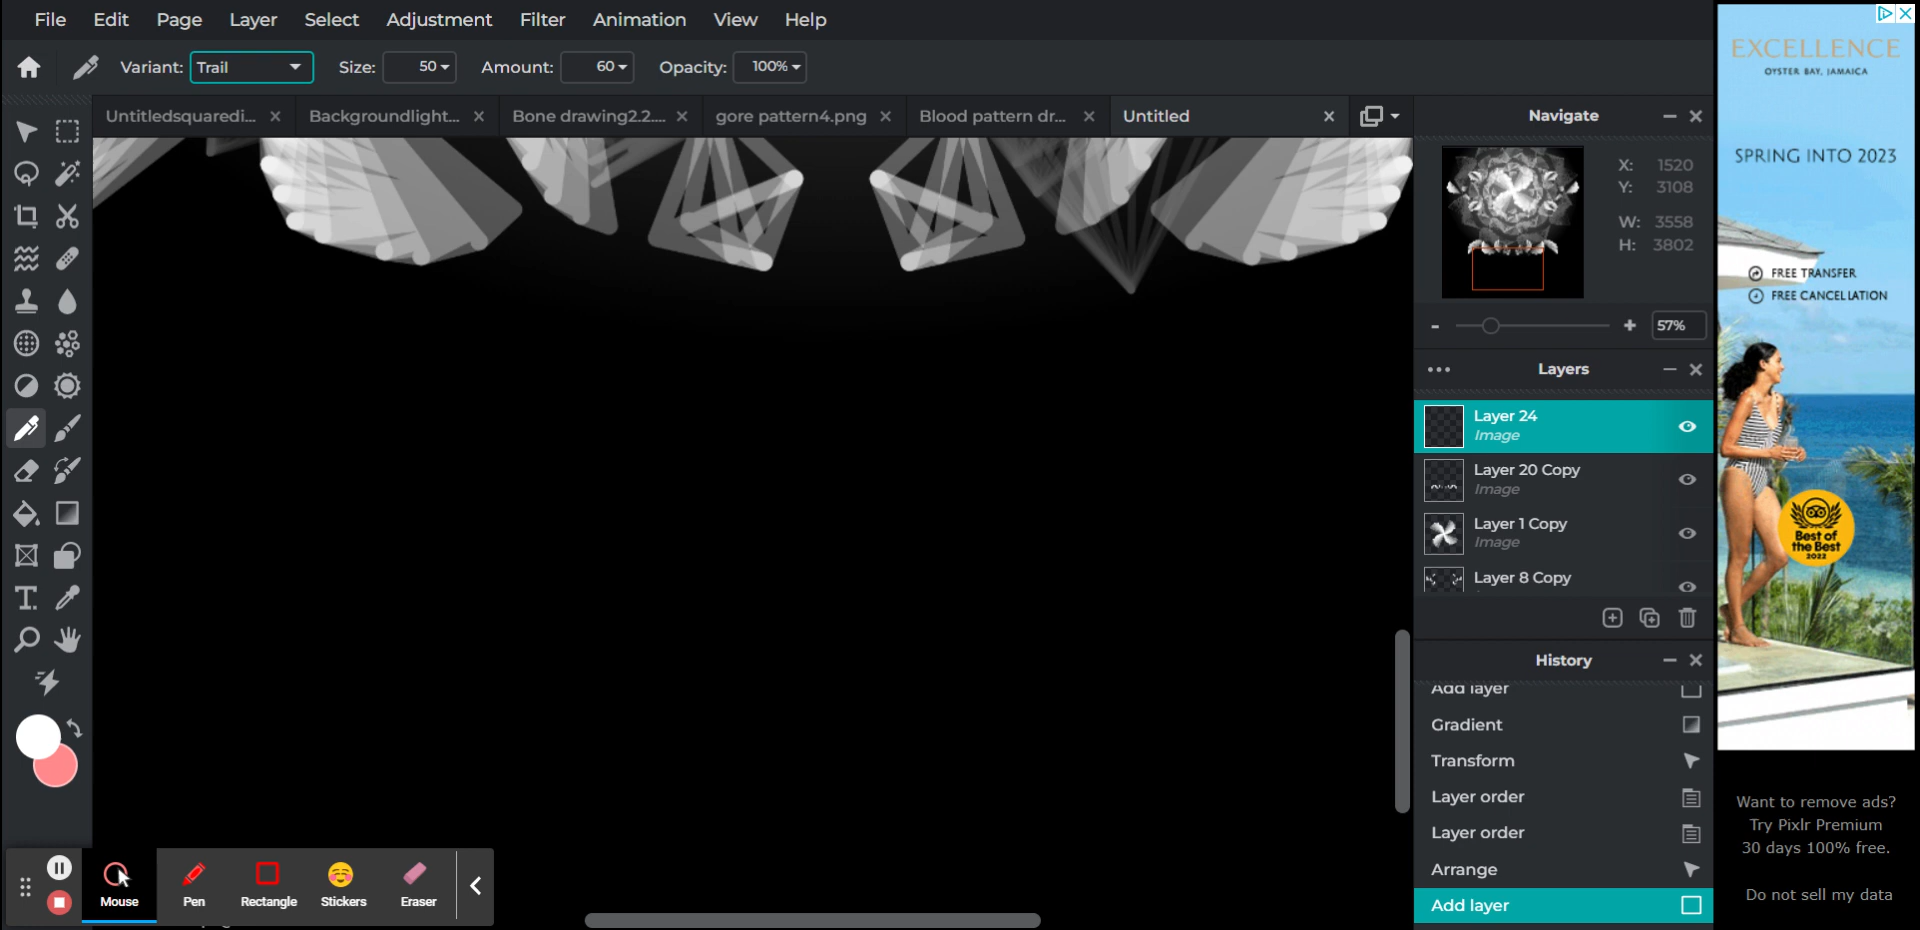 File Edit Page Layer Select Adjustment Filter Animation View Help
Variant: Trail Size: 50 Amount: 60 Opacity: 100%
Untitledsquaredi... Backgroundlight... Bone drawing2.2.... gore pattern4.png Blood pattern dr... Untitled
Navigate
X: 1520
Y: 3108
W: 3558
H: 3802
57%
Layers
Layer 24
Image
Layer 20 Copy
Image
Layer 1 Copy
Image
Layer 8 Copy
History
Add layer
Gradient
Transform
Layer order
Layer order
Arrange
Add layer
Mouse Pen Rectangle Stickers Eraser
EXCELLENCE
OYSTER BAY, JAMAICA
SPRING INTO 2023
FREE TRANSFER
FREE CANCELLATION
Best of
the Best
2022
Want to remove ads?
Try Pixlr Premium
30 days 100% free.
Do not sell my data